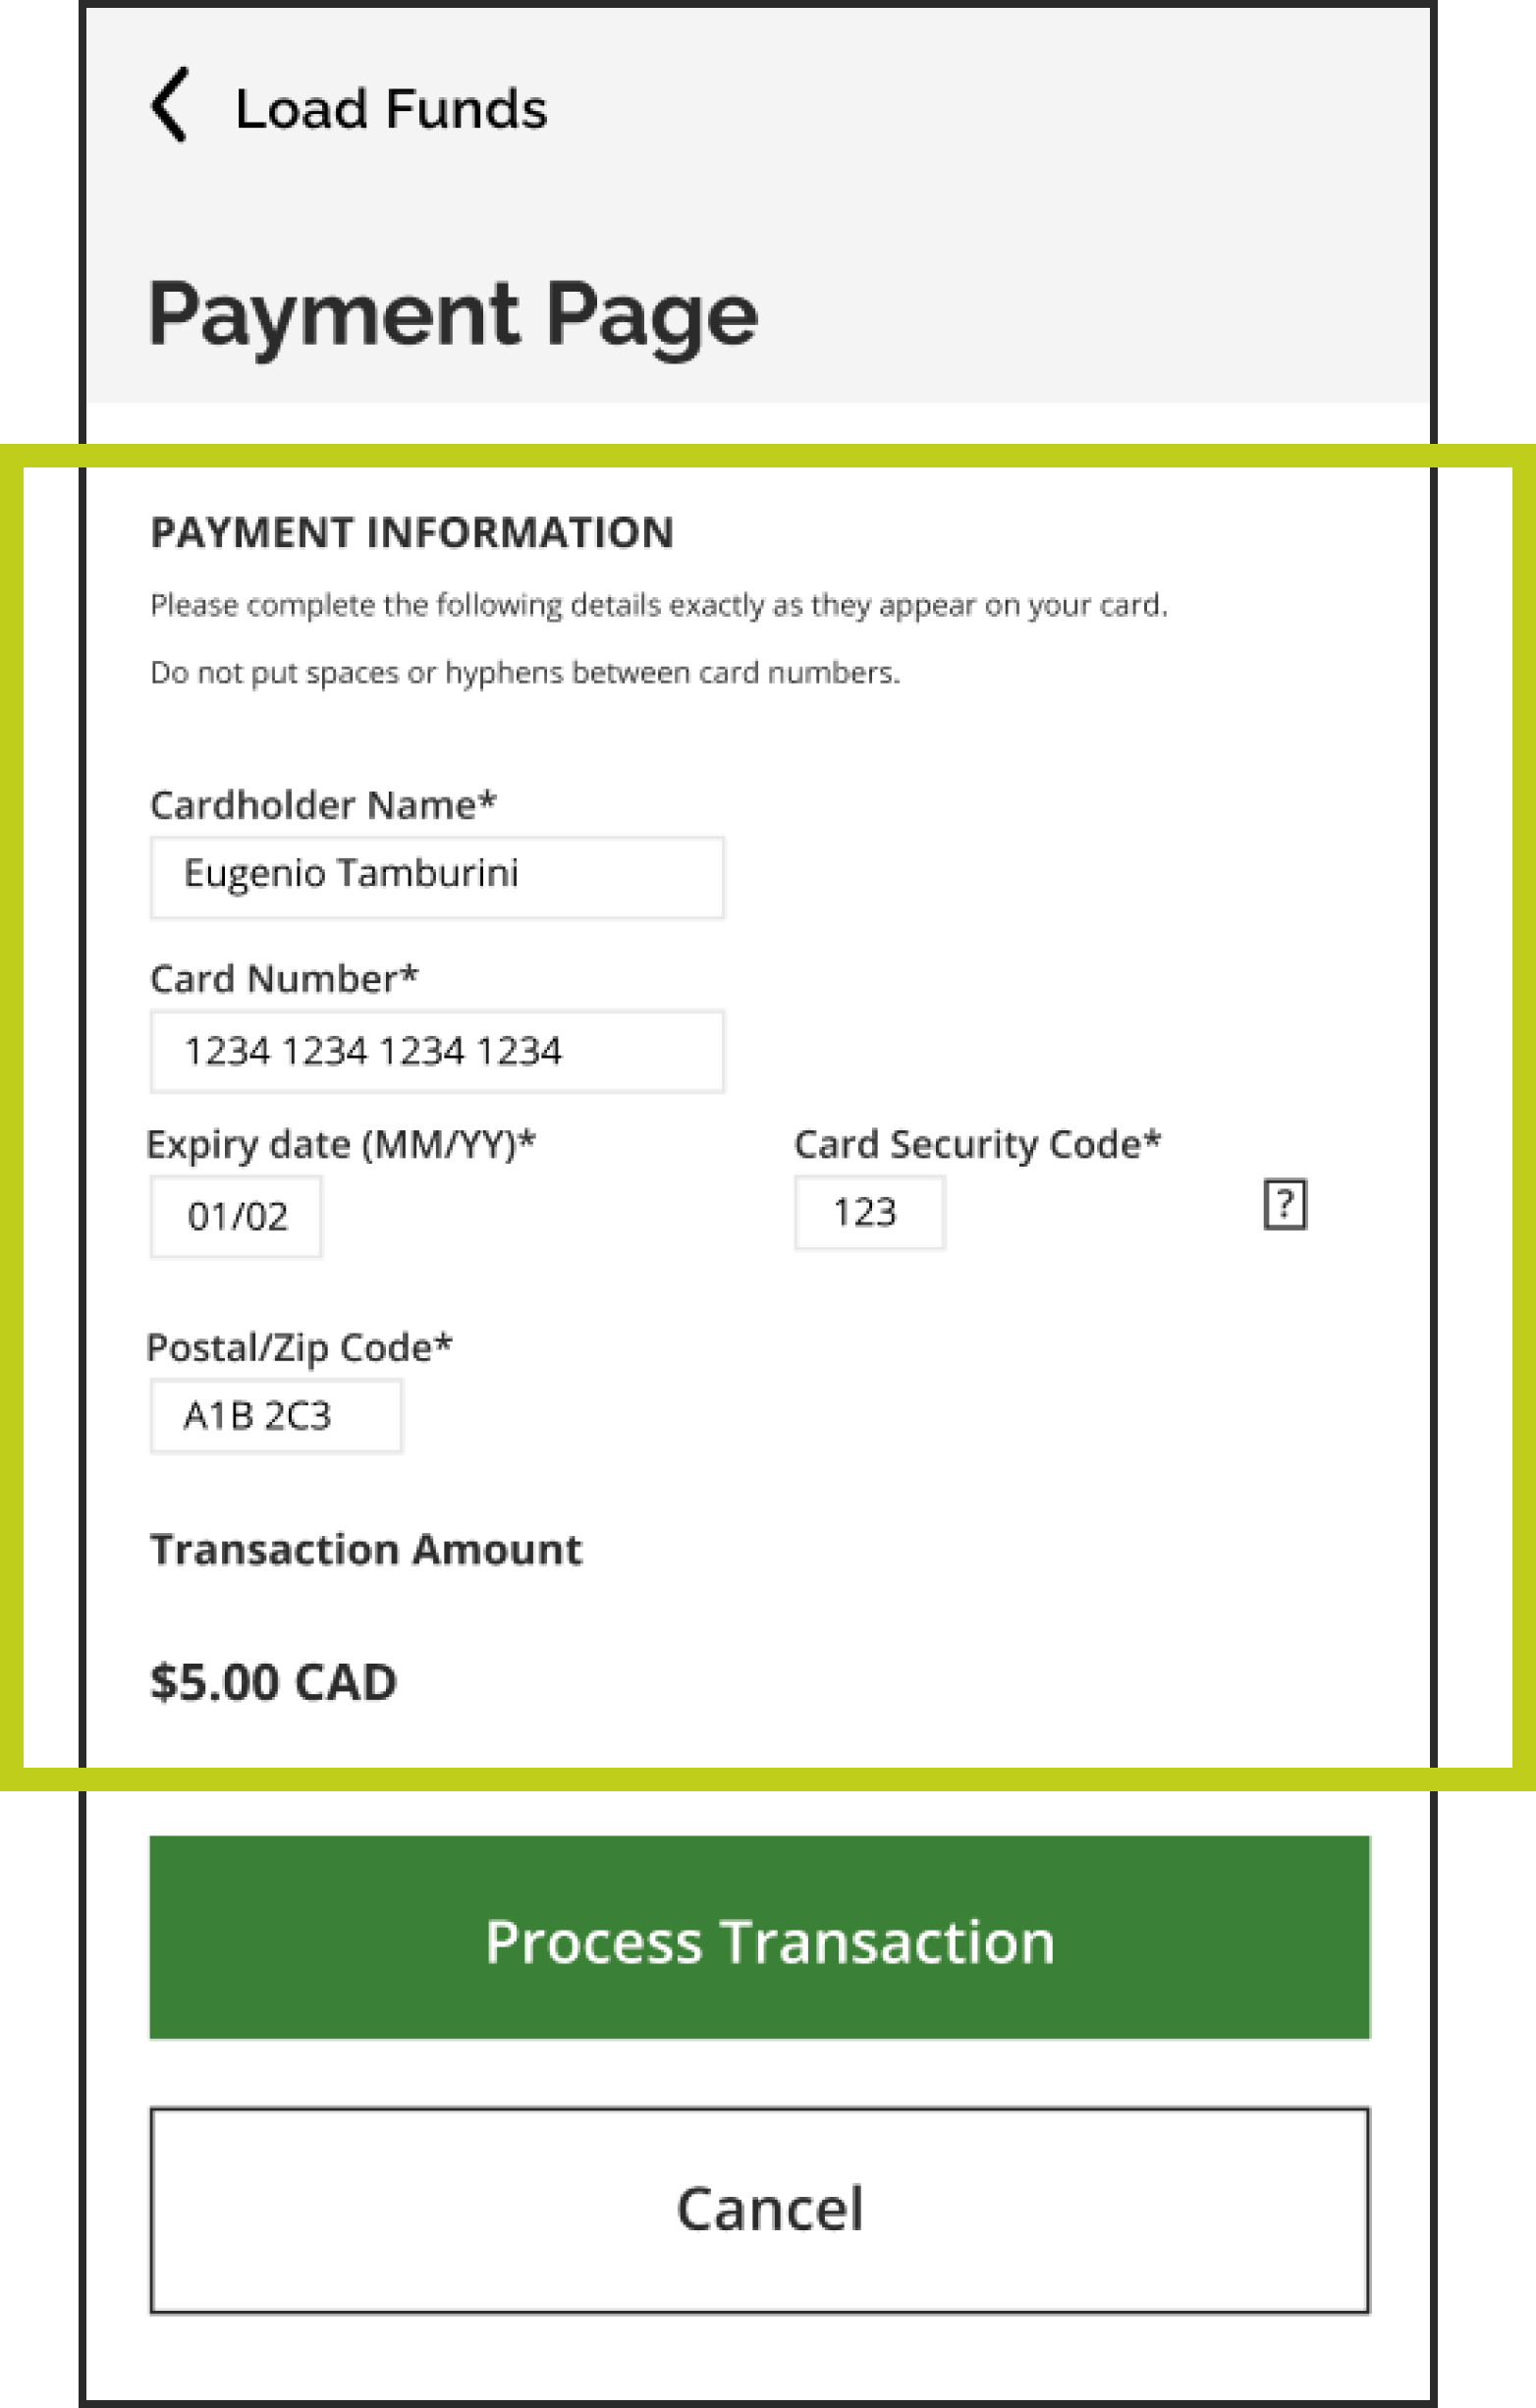 Load Funds
Payment Page
PAYMENT INFORMATION
Please complete the following details exactly as they appear on your card.
Do not put spaces or hyphens between card numbers.
Cardholder Name*
Eugenio Tamburini
Card Number*
1234 1234 1234 1234
Expiry date (MM/YY)* Card Security Code*
01/02 123 ?
Postal/Zip Code*
A1B 2C3
Transaction Amount
$5.00 CAD
Process Transaction
Cancel